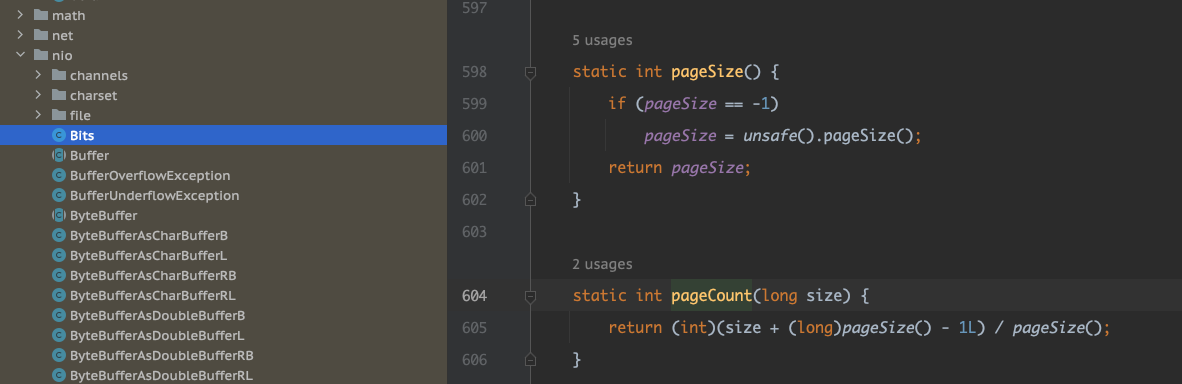 math
net
nio
channels
charset
file
Bits
Buffer
BufferOverflowException
BufferUnderflowException
ByteBuffer
ByteBufferAsCharBufferB
ByteBufferAsCharBufferL
ByteBufferAsCharBufferRB
ByteBufferAsCharBufferRL
ByteBufferAsDoubleBufferB
ByteBufferAsDoubleBufferL
ByteBufferAsDoubleBufferRB
ByteBufferAsDoubleBufferRL
597
5 usages
598 static int pageSize() {
599 if (pageSize == -1)
600 pageSize = unsafe().pageSize();
601 return pageSize;
602 }
603
2 usages
604 static int pageCount(long size) {
605 return (int)(size + (long)pageSize() - 1L) / pageSize();
606 }